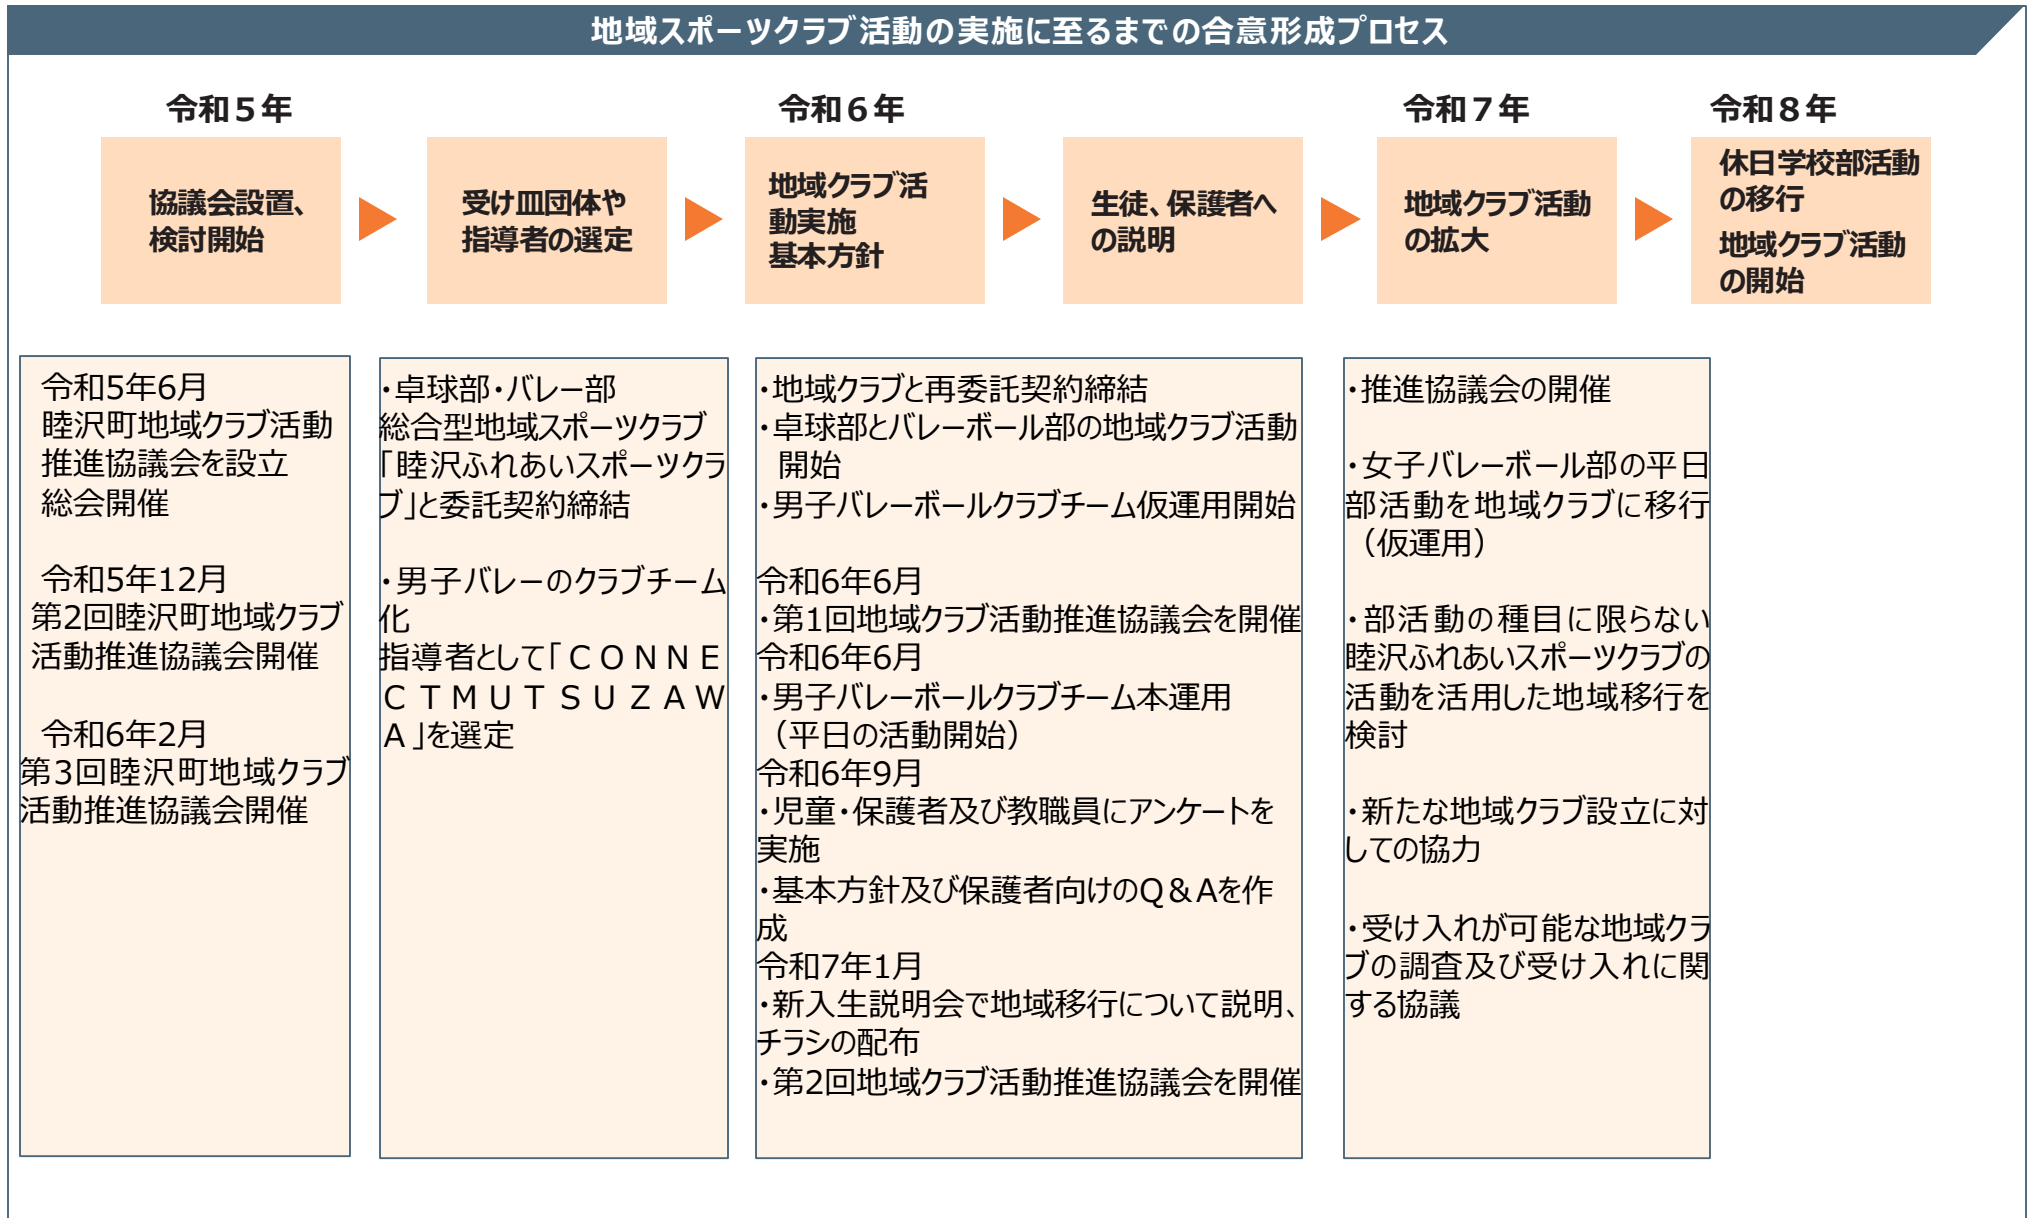 地域スポーツクラブ活動の実施に至るまでの合意形成プロセス
令和５年
令和６年
令和７年
令和８年
協議会設置、
検討開始
受け皿団体や
指導者の選定
地域クラブ活
動実施
基本方針
生徒、保護者へ
の説明
地域クラブ活動
の拡大
休日学校部活動
の移行
地域クラブ活動
の開始
令和5年6月
睦沢町地域クラブ活動
推進協議会を設立
総会開催
令和5年12月
第2回睦沢町地域クラブ
活動推進協議会開催
令和6年2月
第3回睦沢町地域クラブ
活動推進協議会開催
・卓球部・バレー部
総合型地域スポーツクラブ
「睦沢ふれあいスポーツクラ
ブ」と委託契約締結
・男子バレーのクラブチーム
化
指導者として「ＣＯＮＮＥ
ＣＴＭＵＴＳＵＺＡＷ
Ａ」を選定
・地域クラブと再委託契約締結
・卓球部とバレーボール部の地域クラブ活動
開始
・男子バレーボールクラブチーム仮運用開始
令和6年6月
・第1回地域クラブ活動推進協議会を開催
令和6年6月
・男子バレーボールクラブチーム本運用
（平日の活動開始）
令和6年9月
・児童・保護者及び教職員にアンケートを
実施
・基本方針及び保護者向けのＱ＆Ａを作
成
令和7年1月
・新入生説明会で地域移行について説明、
チラシの配布
・第2回地域クラブ活動推進協議会を開催
・推進協議会の開催
・女子バレーボール部の平日
部活動を地域クラブに移行
（仮運用）
・部活動の種目に限らない
睦沢ふれあいスポーツクラブの
活動を活用した地域移行を
検討
・新たな地域クラブ設立に対
しての協力
・受け入れが可能な地域クラ
ブの調査及び受け入れに関
する協議